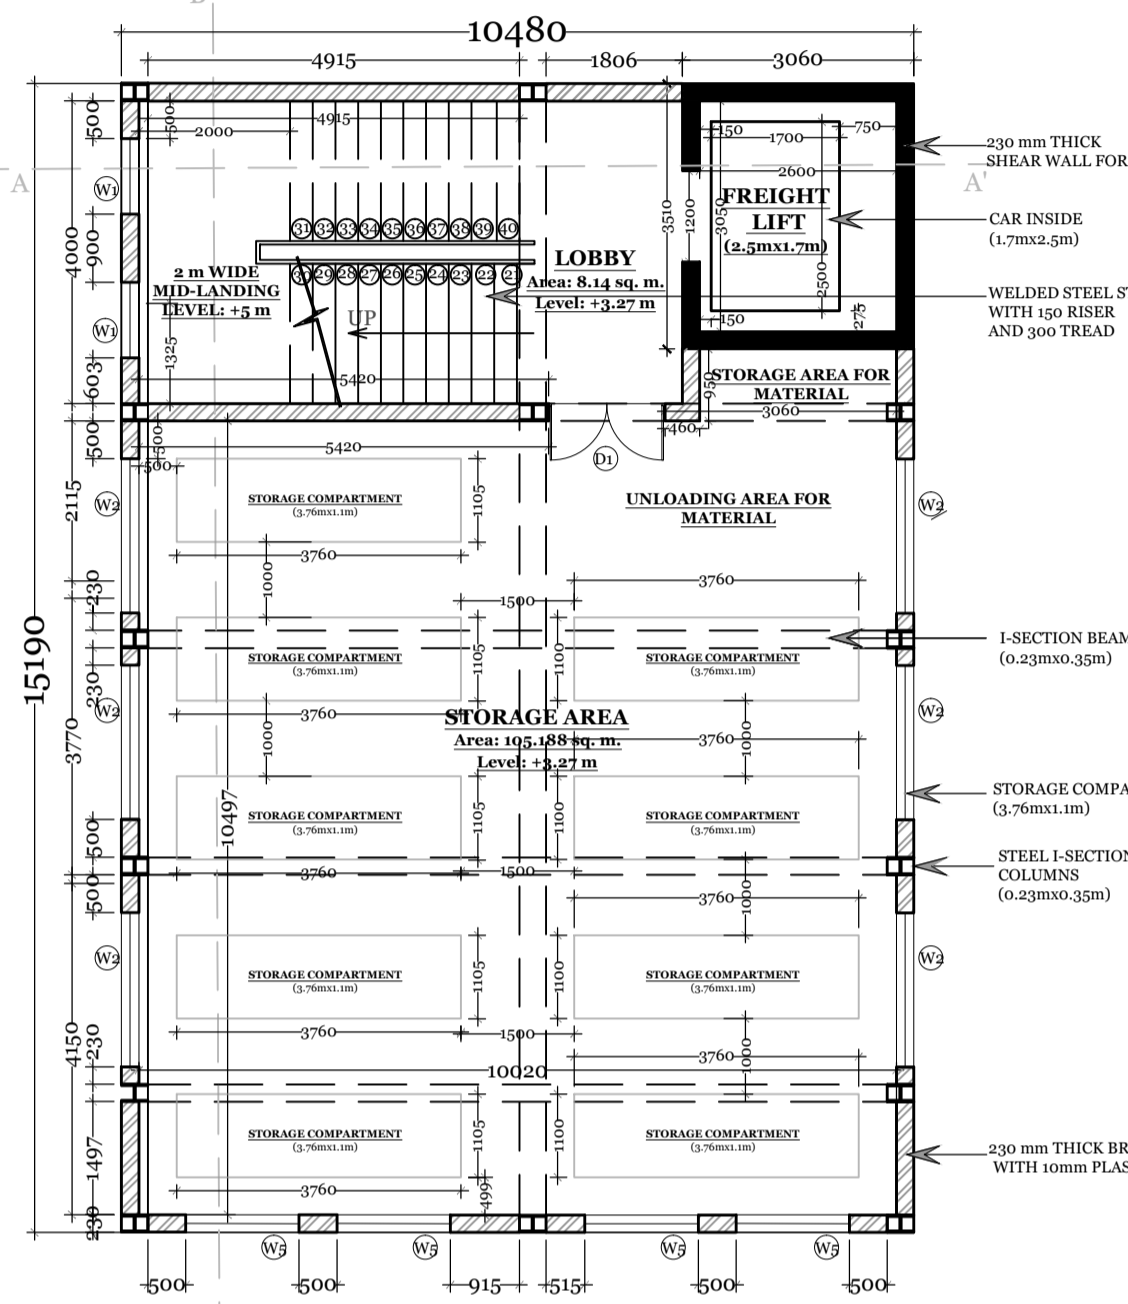 B
10480
4915
1806
3060
500
500
2000
4915
150
1700
750
2600
230 mm THICK
SHEAR WALL FOR
A
A'
W1
FREIGHT
LIFT
(2.5mx1.7m)
3050
1200
3510
2500
CAR INSIDE
(1.7mx2.5m)
4000
900
31 32 33 34 35 36 37 38 39 40
30 29 28 27 26 25 24 23 22 21
2 m WIDE
MID-LANDING
LEVEL: +5 m
LOBBY
Area: 8.14 sq. m.
Level: +3.27 m
WELDED STEEL ST
WITH 150 RISER
AND 300 TREAD
UP
W1
150
275
1325
603
5420
950
STORAGE AREA FOR
MATERIAL
3060
460
500
500
500
5420
D1
2115
W2
STORAGE COMPARTMENT
(3.76mx1.1m)
1105
UNLOADING AREA FOR
MATERIAL
W2
3760
1000
230
3760
1500
15190
I-SECTION BEAM
(0.23mx0.35m)
STORAGE COMPARTMENT
(3.76mx1.1m)
1105
1100
STORAGE COMPARTMENT
(3.76mx1.1m)
230
W2
W2
3760
STORAGE AREA
Area: 105.188 sq. m.
Level: +3.27 m
3770
1000
3760
1000
10497
STORAGE COMPA
(3.76mx1.1m)
STORAGE COMPARTMENT
(3.76mx1.1m)
1105
1100
STORAGE COMPARTMENT
(3.76mx1.1m)
500
STEEL I-SECTION
COLUMNS
(0.23mx0.35m)
3760
1500
500
3760
1000
W2
W2
STORAGE COMPARTMENT
(3.76mx1.1m)
1105
1100
STORAGE COMPARTMENT
(3.76mx1.1m)
4150
230
3760
1500
3760
1000
10020
STORAGE COMPARTMENT
(3.76mx1.1m)
1105
1100
STORAGE COMPARTMENT
(3.76mx1.1m)
1497
230 mm THICK BR
WITH 10mm PLAS
3760
499
230
W5
W5
W5
W5
500
500
915
515
500
500